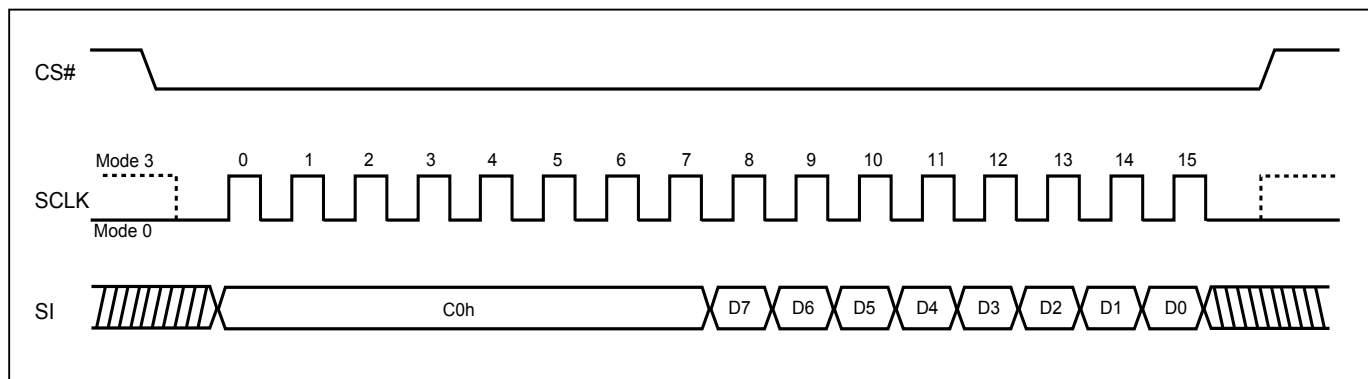 CS#
Mode 3 0 1 2 3 4 5 6 7 8 9 10 11 12 13 14 15
SCLK
Mode 0
SI C0h D7 D6 D5 D4 D3 D2 D1 D0